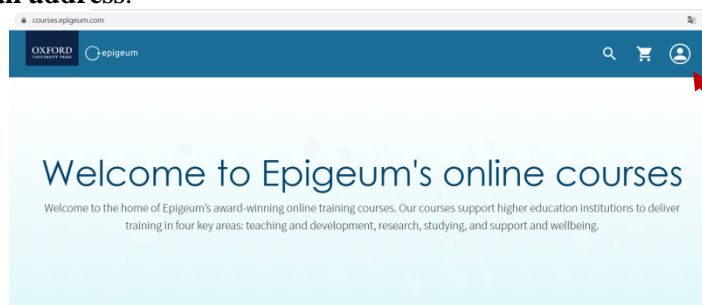 courses.epigeum.com
OXFORD
UNIVERSITY PRESS
epigeum
Welcome to Epigeum's online courses
Welcome to the home of Epigeum's award-winning online training courses. Our courses support higher education institutions to deliver
training in four key areas: teaching and development, research, studying, and support and wellbeing.